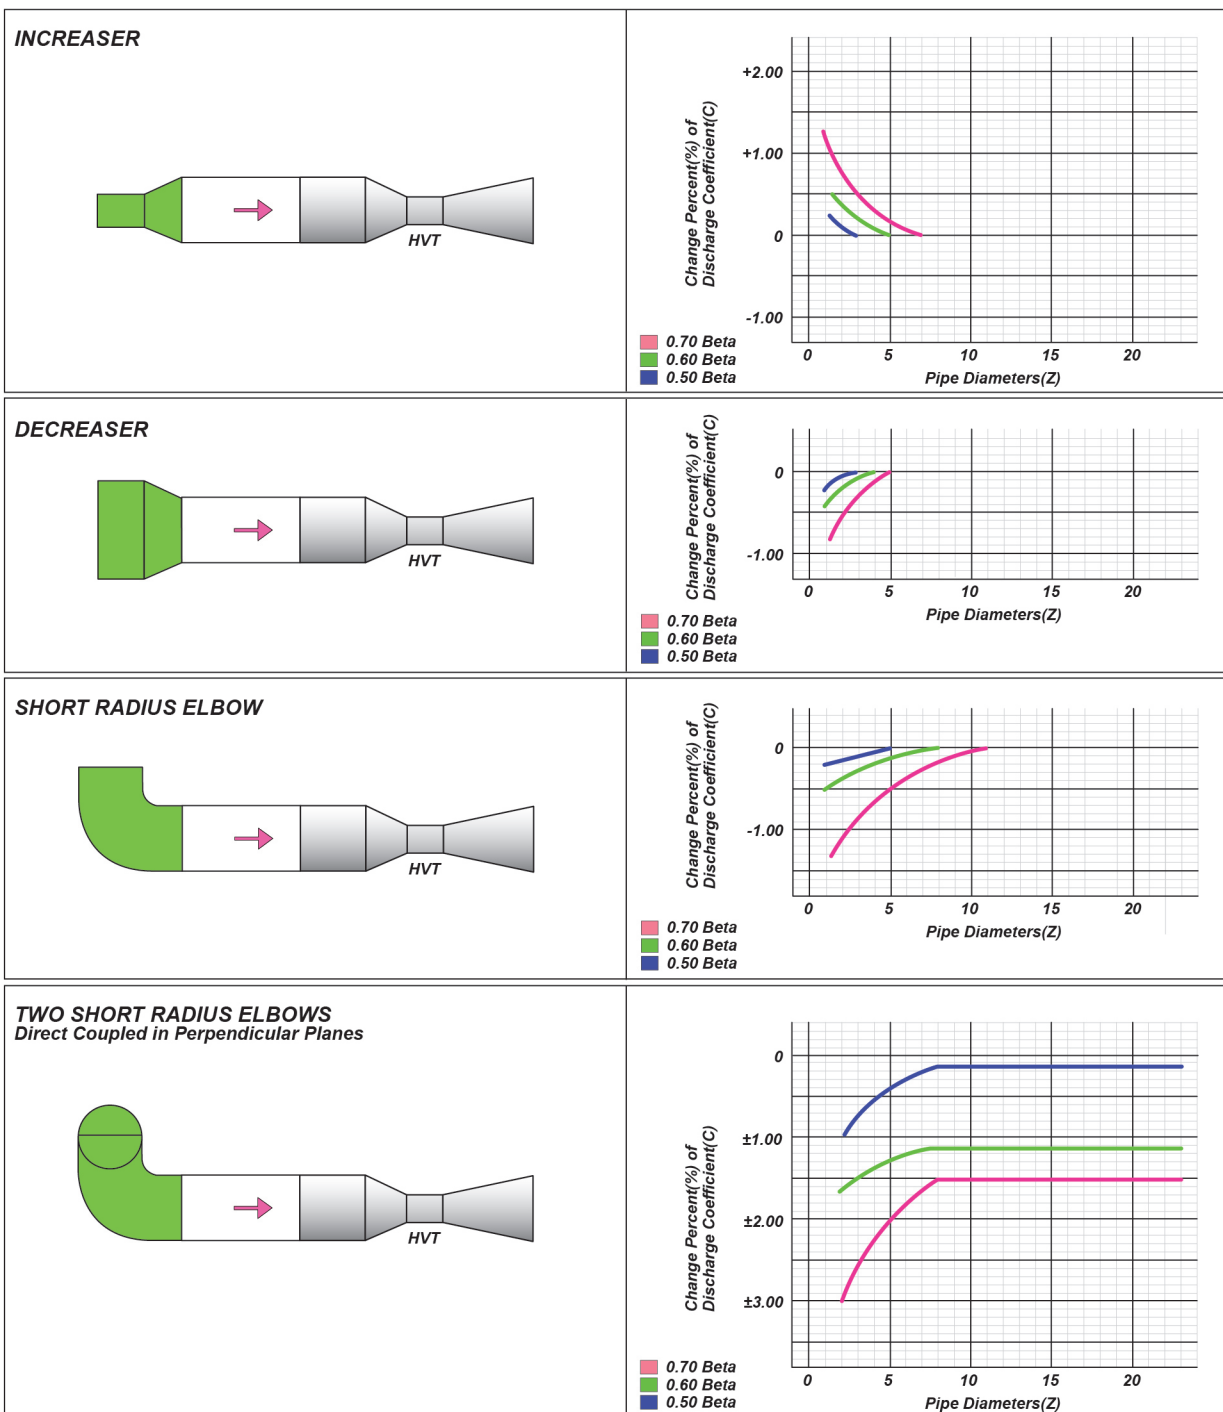 INCREASER
HVT
Change Percent(%) of
Discharge Coefficient(C)
+2.00
+1.00
0
-1.00
0 5 10 15 20
Pipe Diameters(Z)
0.70 Beta
0.60 Beta
0.50 Beta
DECREASER
HVT
Change Percent(%) of
Discharge Coefficient(C)
0
-1.00
0 5 10 15 20
Pipe Diameters(Z)
0.70 Beta
0.60 Beta
0.50 Beta
SHORT RADIUS ELBOW
HVT
Change Percent(%) of
Discharge Coefficient(C)
0
-1.00
0 5 10 15 20
Pipe Diameters(Z)
0.70 Beta
0.60 Beta
0.50 Beta
TWO SHORT RADIUS ELBOWS
Direct Coupled in Perpendicular Planes
HVT
Change Percent(%) of
Discharge Coefficient(C)
0
±1.00
±2.00
±3.00
0 5 10 15 20
Pipe Diameters(Z)
0.70 Beta
0.60 Beta
0.50 Beta